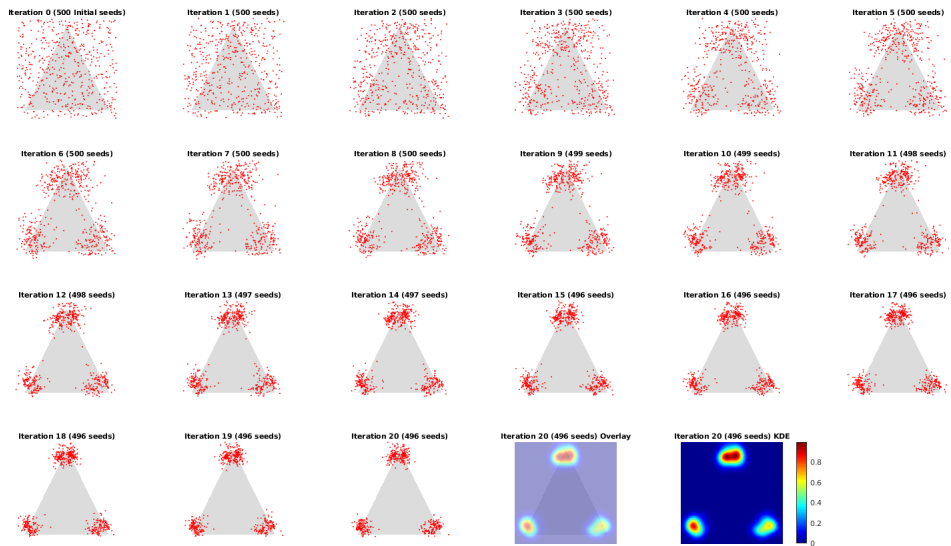 Iteration 0 (500 Initial seeds)
Iteration 1 (500 seeds)
Iteration 2 (500 seeds)
Iteration 3 (500 seeds)
Iteration 4 (500 seeds)
Iteration 5 (500 seeds)
Iteration 6 (500 seeds)
Iteration 7 (500 seeds)
Iteration 8 (500 seeds)
Iteration 9 (499 seeds)
Iteration 10 (499 seeds)
Iteration 11 (498 seeds)
Iteration 12 (498 seeds)
Iteration 13 (497 seeds)
Iteration 14 (497 seeds)
Iteration 15 (496 seeds)
Iteration 16 (496 seeds)
Iteration 17 (496 seeds)
Iteration 18 (496 seeds)
Iteration 19 (496 seeds)
Iteration 20 (496 seeds)
Iteration 20 (496 seeds) Overlay
Iteration 20 (496 seeds) KDE
0.8
0.6
0.4
0.2
0